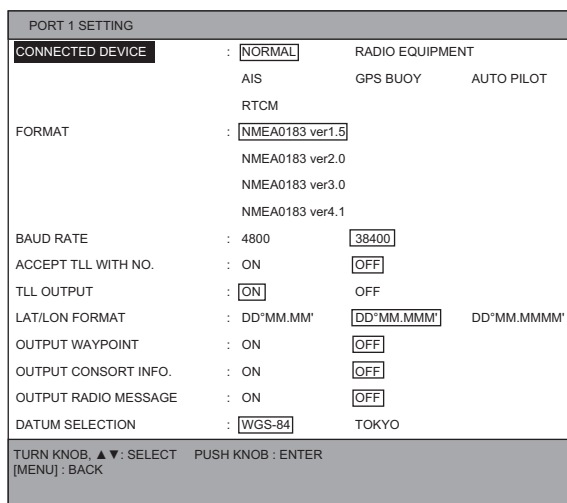 PORT 1 SETTING
CONNECTED DEVICE : NORMAL RADIO EQUIPMENT
AIS GPS BUOY AUTO PILOT
RTCM
FORMAT : NMEA0183 ver1.5
NMEA0183 ver2.0
NMEA0183 ver3.0
NMEA0183 ver4.1
BAUD RATE : 4800 38400
ACCEPT TLL WITH NO. : ON OFF
TLL OUTPUT : ON OFF
LAT/LON FORMAT : DD°MM.MM' DD°MM.MMM' DD°MM.MMMM'
OUTPUT WAYPOINT : ON OFF
OUTPUT CONSORT INFO. : ON OFF
OUTPUT RADIO MESSAGE : ON OFF
DATUM SELECTION : WGS-84 TOKYO
TURN KNOB, ▲▼: SELECT PUSH KNOB : ENTER
[MENU] : BACK